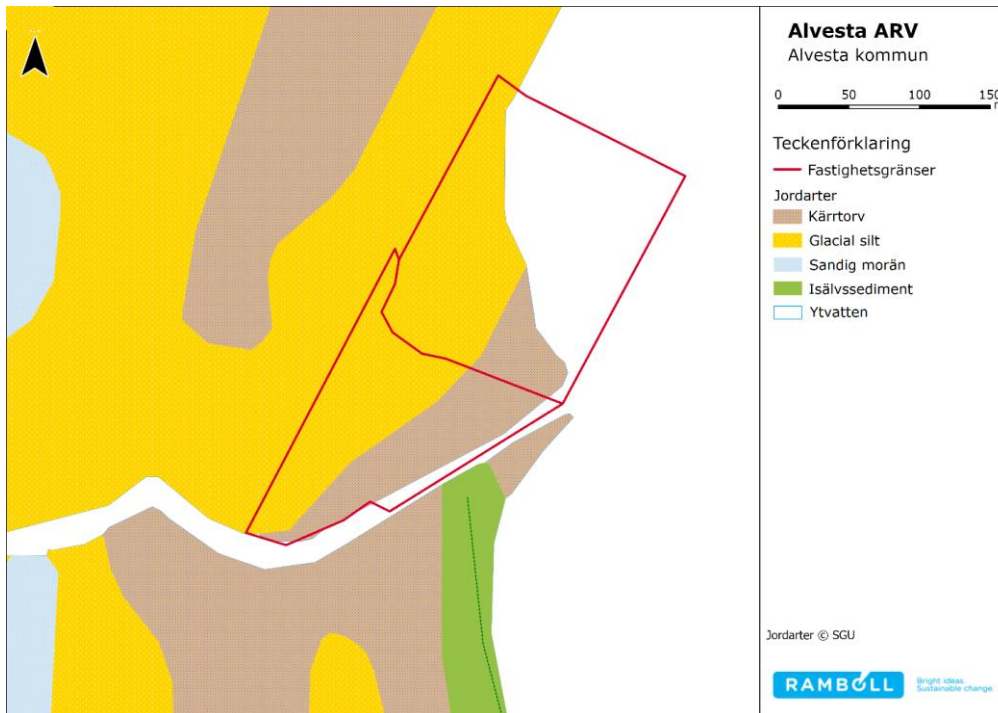 Alvesta ARV
Alvesta kommun
0 50 100 150
m
Teckenförklaring
Fastighetsgränser
Jordarter
Kärrtorv
Glacial silt
Sandig morän
Isälvssediment
Ytvatten
Jordarter © SGU
RAMBOLL
Bright ideas.
Sustainable change.